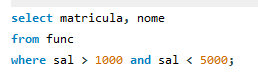 select matricula, nome
from func
where sal > 1000 and sal < 5000;